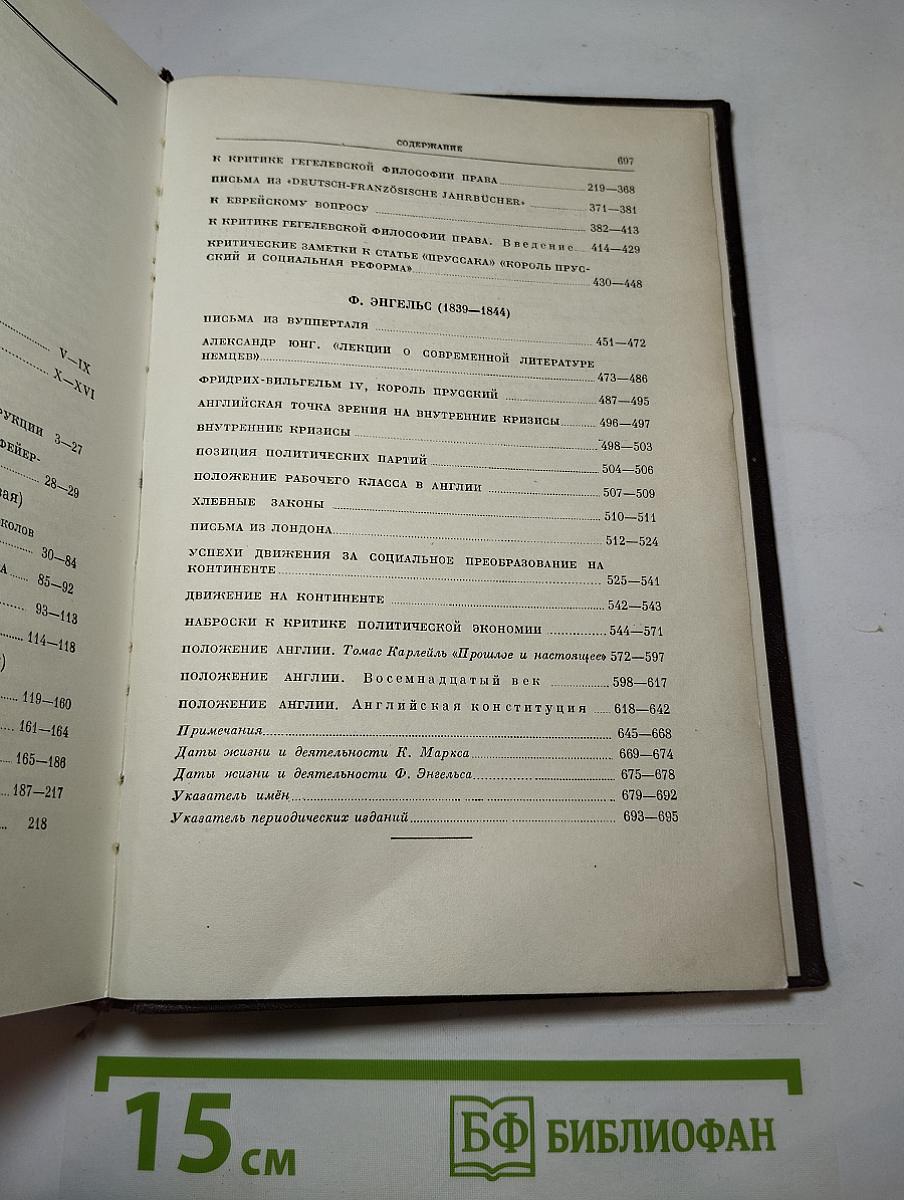 V—IX
X—XVI
РУКЦИИ 3—27
ФЕЙЕР-
28—29
вая)
КОЛОВ
30—84
А 85—92
93—113
114—118
119—160
161—164
165—186
187—217
218
СОДЕРЖАНИЕ 697
К КРИТИКЕ ГЕГЕЛЕВСКОЙ ФИЛОСОФИИ ПРАВА 219—368
ПИСЬМА ИЗ «DEUTSCH-FRANZÖSISCHE JAHRBÜCHER» 371—381
К ЕВРЕЙСКОМУ ВОПРОСУ 382—413
К КРИТИКЕ ГЕГЕЛЕВСКОЙ ФИЛОСОФИИ ПРАВА. Введение 414—429
КРИТИЧЕСКИЕ ЗАМЕТКИ К СТАТЬЕ «ПРУССАКА» «КОРОЛЬ ПРУС-
СКИЙ И СОЦИАЛЬНАЯ РЕФОРМА» 430—448
Ф. ЭНГЕЛЬС (1839—1844)
ПИСЬМА ИЗ ВУППЕРТАЛЯ 451—472
АЛЕКСАНДР ЮНГ. «ЛЕКЦИИ О СОВРЕМЕННОЙ ЛИТЕРАТУРЕ
НЕМЦЕВ» 473—486
ФРИДРИХ-ВИЛЬГЕЛЬМ IV, КОРОЛЬ ПРУССКИЙ 487—495
АНГЛИЙСКАЯ ТОЧКА ЗРЕНИЯ НА ВНУТРЕННИЕ КРИЗИСЫ 496—497
ВНУТРЕННИЕ КРИЗИСЫ 498—503
ПОЗИЦИЯ ПОЛИТИЧЕСКИХ ПАРТИЙ 504—506
ПОЛОЖЕНИЕ РАБОЧЕГО КЛАССА В АНГЛИИ 507—509
ХЛЕБНЫЕ ЗАКОНЫ 510—511
ПИСЬМА ИЗ ЛОНДОНА 512—524
УСПЕХИ ДВИЖЕНИЯ ЗА СОЦИАЛЬНОЕ ПРЕОБРАЗОВАНИЕ НА
КОНТИНЕНТЕ 525—541
ДВИЖЕНИЕ НА КОНТИНЕНТЕ 542—543
НАБРОСКИ К КРИТИКЕ ПОЛИТИЧЕСКОЙ ЭКОНОМИИ 544—571
ПОЛОЖЕНИЕ АНГЛИИ. Томас Карлейль «Прошлое и настоящее» 572—597
ПОЛОЖЕНИЕ АНГЛИИ. Восемнадцатый век 598—617
ПОЛОЖЕНИЕ АНГЛИИ. Английская конституция 618—642
Примечания 645—668
Даты жизни и деятельности К. Маркса 669—674
Даты жизни и деятельности Ф. Энгельса 675—678
Указатель имён 679—692
Указатель периодических изданий 693—695
15 см
БФ БИБЛИОФАН